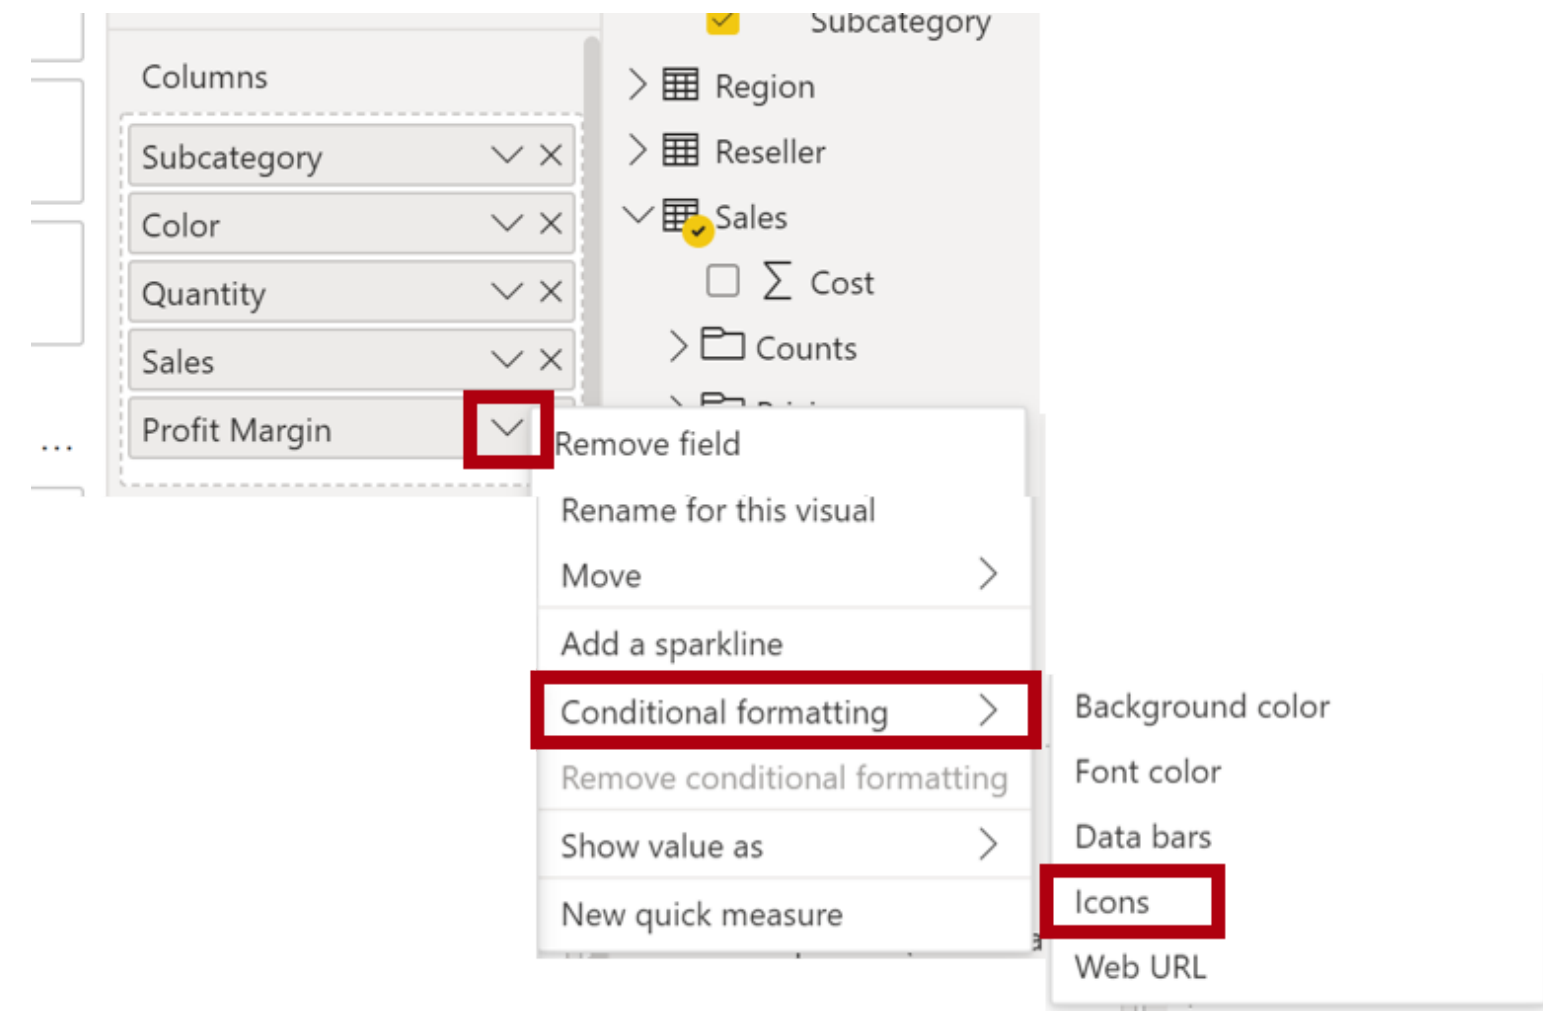 Columns
Subcategory
Color
Quantity
Sales
Profit Margin
...
Subcategory
Region
Reseller
Sales
Σ Cost
Counts
Remove field
Rename for this visual
Move
Add a sparkline
Conditional formatting
Remove conditional formatting
Show value as
New quick measure
Background color
Font color
Data bars
Icons
Web URL